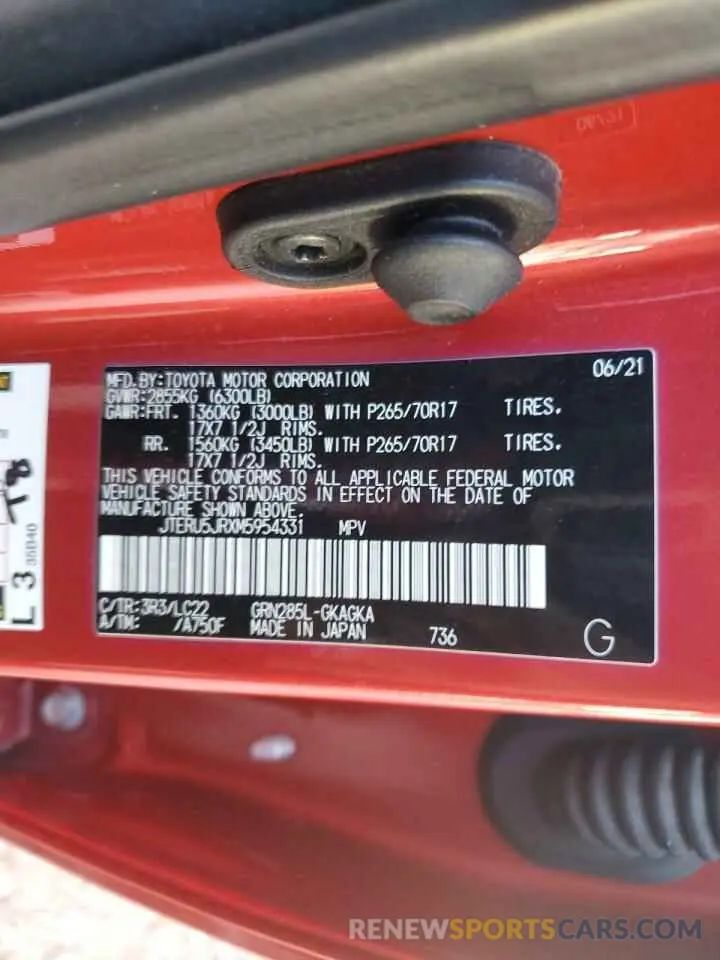 MFD.BY:TOYOTA MOTOR CORPORATION 06/21
GVWR:2855KG (6300LB)
GAWR:FRT. 1360KG (3000LB) WITH P265/70R17 TIRES.
17X7 1/2J RIMS.
RR. 1560KG (3450LB) WITH P265/70R17 TIRES.
17X7 1/2J RIMS.
THIS VEHICLE CONFORMS TO ALL APPLICABLE FEDERAL MOTOR
VEHICLE SAFETY STANDARDS IN EFFECT ON THE DATE OF
MANUFACTURE SHOWN ABOVE.
JTERU5JRXM5954331 MPV
C/TR:3R3/LC22 GRN285L-GKAGKA
A/TM: /A750F MADE IN JAPAN 736 G
L 3
35B40
RENEWSPORTSCARS.COM